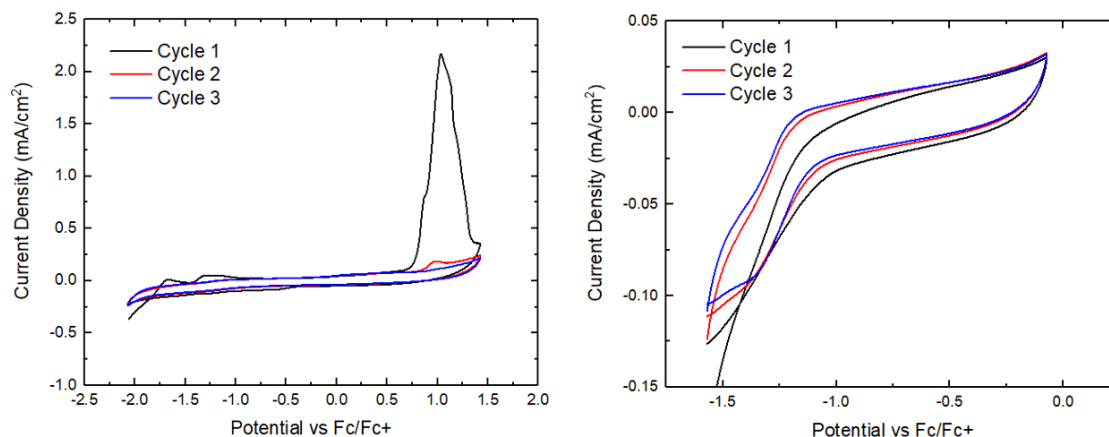 2.5
2.0
1.5
1.0
0.5
0.0
-0.5
-1.0
Current Density (mA/cm²)
Cycle 1
Cycle 2
Cycle 3
-2.5 -2.0 -1.5 -1.0 -0.5 0.0 0.5 1.0 1.5 2.0
Potential vs Fc/Fc+
0.05
0.00
-0.05
-0.10
-0.15
Current Density (mA/cm²)
Cycle 1
Cycle 2
Cycle 3
-1.5 -1.0 -0.5 0.0
Potential vs Fc/Fc+